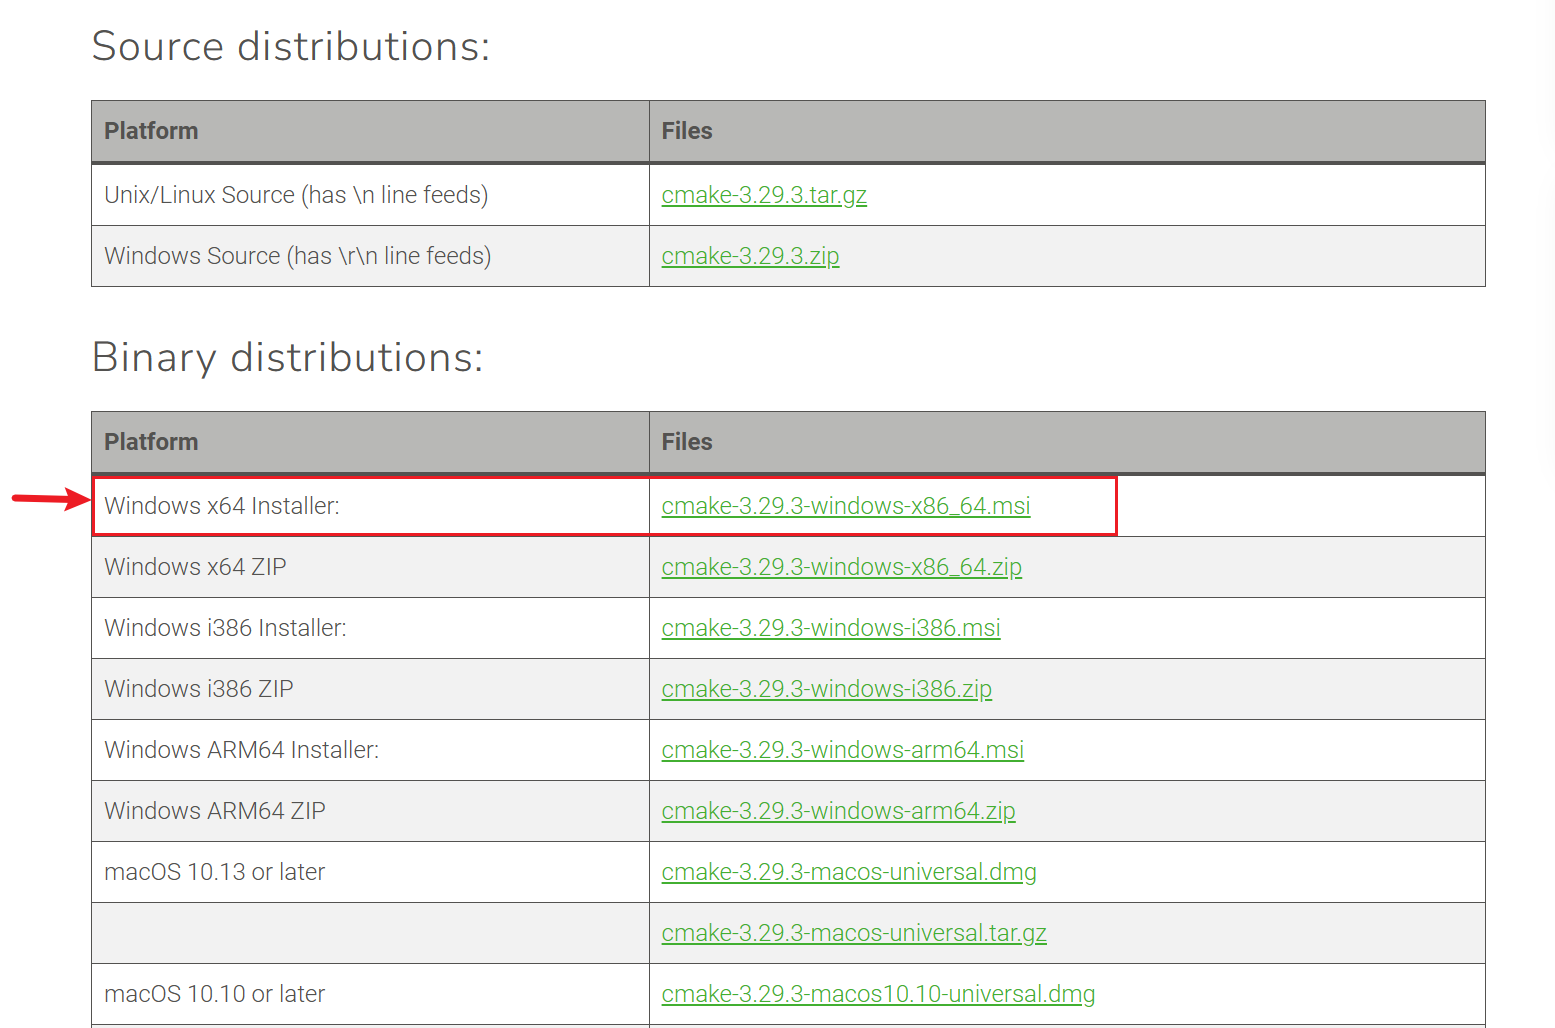 Source distributions:
Platform Files
Unix/Linux Source (has \n line feeds) cmake-3.29.3.tar.gz
Windows Source (has \r\n line feeds) cmake-3.29.3.zip
Binary distributions:
Platform Files
Windows x64 Installer: cmake-3.29.3-windows-x86_64.msi
Windows x64 ZIP cmake-3.29.3-windows-x86_64.zip
Windows i386 Installer: cmake-3.29.3-windows-i386.msi
Windows i386 ZIP cmake-3.29.3-windows-i386.zip
Windows ARM64 Installer: cmake-3.29.3-windows-arm64.msi
Windows ARM64 ZIP cmake-3.29.3-windows-arm64.zip
macOS 10.13 or later cmake-3.29.3-macos-universal.dmg
cmake-3.29.3-macos-universal.tar.gz
macOS 10.10 or later cmake-3.29.3-macos10.10-universal.dmg